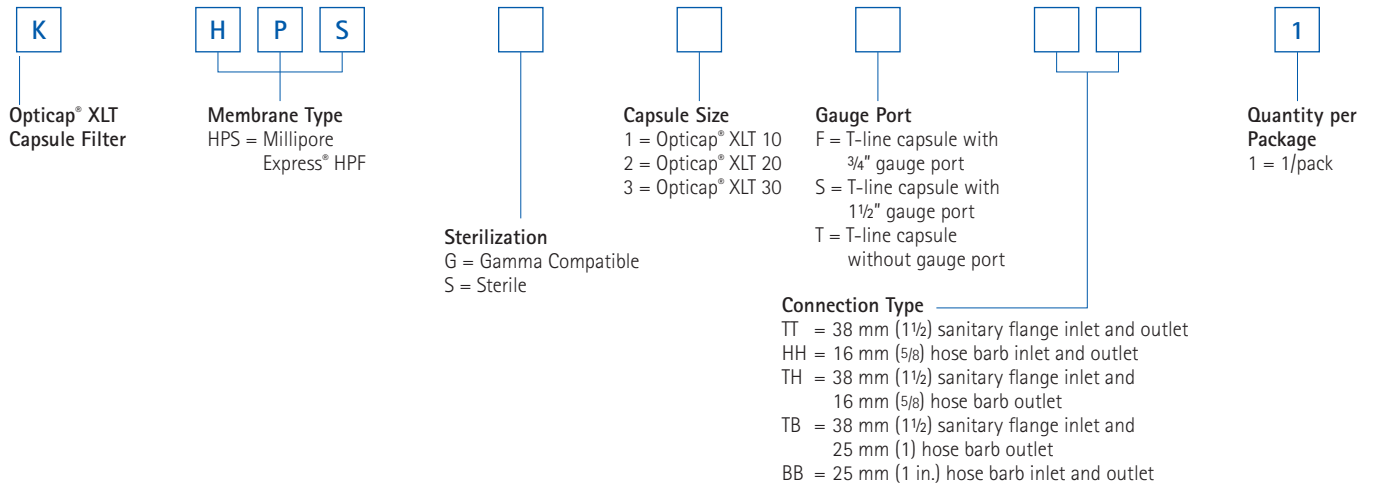 K H P S 1
Opticap® XLT
Capsule Filter
Membrane Type
HPS = Millipore
Express® HPF
Sterilization
G = Gamma Compatible
S = Sterile
Capsule Size
1 = Opticap® XLT 10
2 = Opticap® XLT 20
3 = Opticap® XLT 30
Gauge Port
F = T-line capsule with
3/4" gauge port
S = T-line capsule with
11/2" gauge port
T = T-line capsule
without gauge port
Connection Type
TT = 38 mm (11/2) sanitary flange inlet and outlet
HH = 16 mm (5/8) hose barb inlet and outlet
TH = 38 mm (11/2) sanitary flange inlet and
16 mm (5/8) hose barb outlet
TB = 38 mm (11/2) sanitary flange inlet and
25 mm (1) hose barb outlet
BB = 25 mm (1 in.) hose barb inlet and outlet
Quantity per
Package
1 = 1/pack